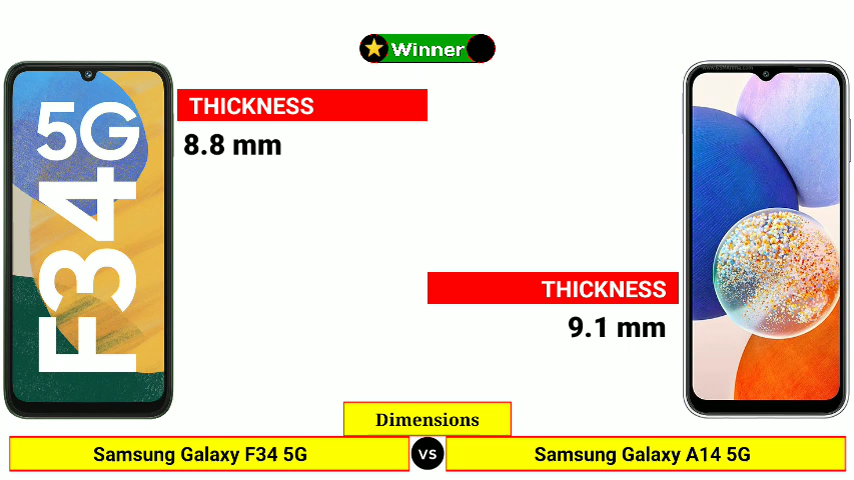 Winner
THICKNESS
8.8 mm
5G
F34
THICKNESS
9.1 mm
Dimensions
Samsung Galaxy F34 5G
VS
Samsung Galaxy A14 5G